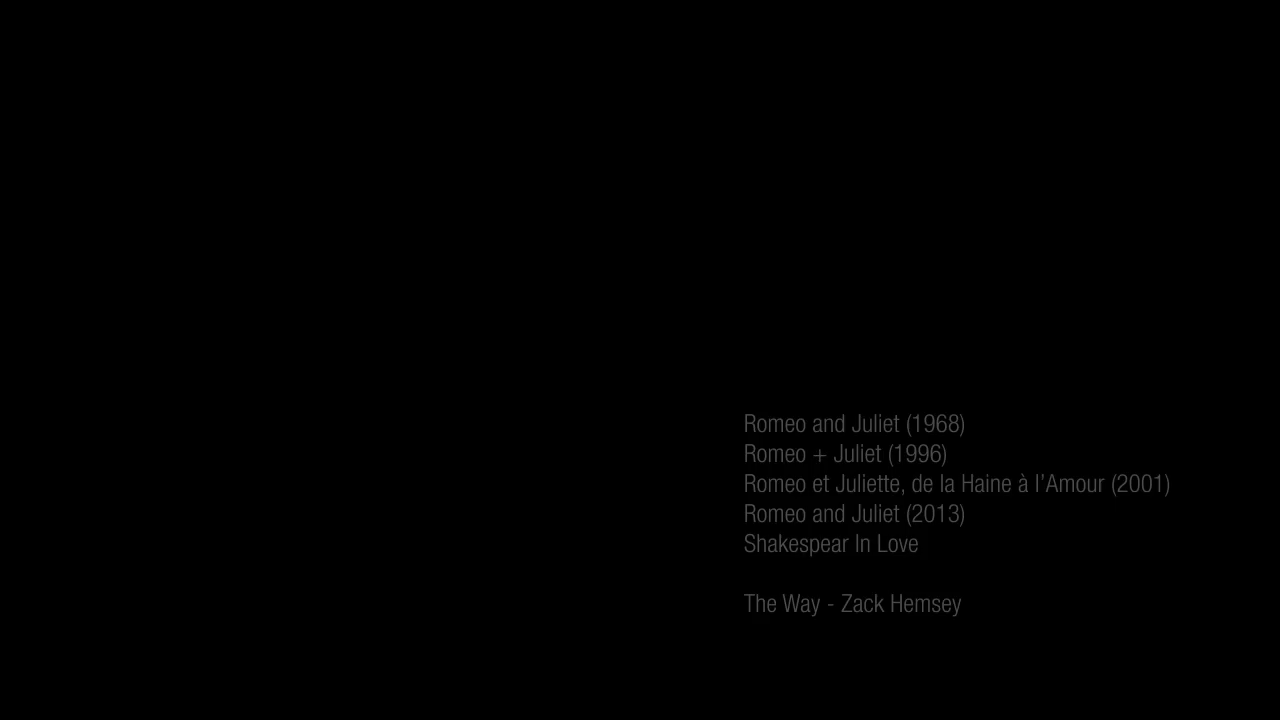 Romeo and Juliet (1968)
Romeo + Juliet (1996)
Romeo et Juliette, de la Haine à l’Amour (2001)
Romeo and Juliet (2013)
Shakespear In Love
The Way - Zack Hemsey